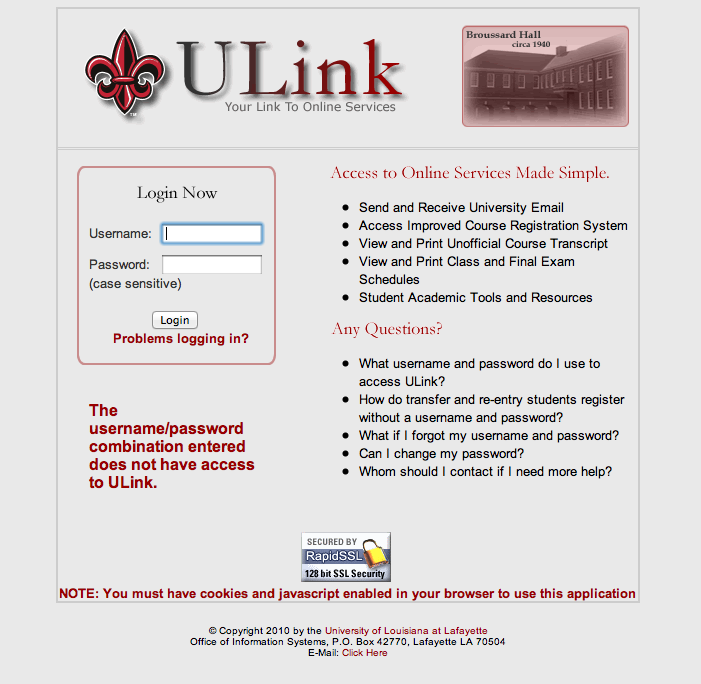 ULink
Your Link To Online Services
Broussard Hall
circa 1940
TM
Login Now
Username:
Password:
(case sensitive)
Login
Problems logging in?
The
username/password
combination entered
does not have access
to ULink.
Access to Online Services Made Simple.
Send and Receive University Email
Access Improved Course Registration System
View and Print Unofficial Course Transcript
View and Print Class and Final Exam
Schedules
Student Academic Tools and Resources
Any Questions?
What username and password do I use to
access ULink?
How do transfer and re-entry students register
without a username and password?
What if I forgot my username and password?
Can I change my password?
Whom should I contact if I need more help?
SECURED BY
RapidSSL
128 bit SSL Security
NOTE: You must have cookies and javascript enabled in your browser to use this application
© Copyright 2010 by the University of Louisiana at Lafayette
Office of Information Systems, P.O. Box 42770, Lafayette LA 70504
E-Mail: Click Here